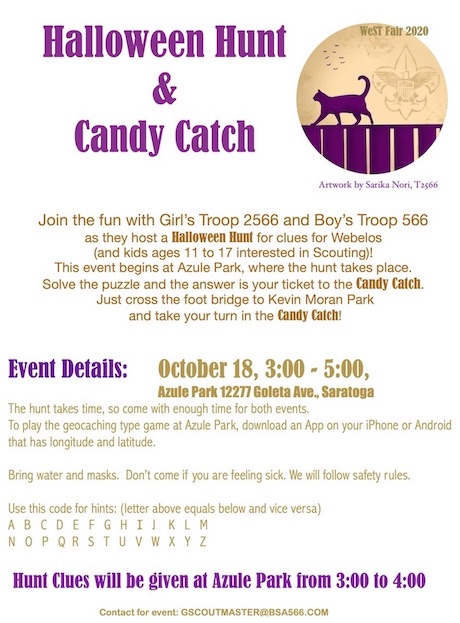 WeST Fair 2020
Halloween Hunt
&
Candy Catch
Artwork by Sarika Nori, T2566
Join the fun with Girl's Troop 2566 and Boy's Troop 566
as they host a Halloween Hunt for clues for Webelos
(and kids ages 11 to 17 interested in Scouting)!
This event begins at Azule Park, where the hunt takes place.
Solve the puzzle and the answer is your ticket to the Candy Catch.
Just cross the foot bridge to Kevin Moran Park
and take your turn in the Candy Catch!
Event Details: October 18, 3:00 - 5:00,
Azule Park 12277 Goleta Ave., Saratoga
The hunt takes time, so come with enough time for both events.
To play the geocaching type game at Azule Park, download an App on your iPhone or Android
that has longitude and latitude.
Bring water and masks. Don't come if you are feeling sick. We will follow safety rules.
Use this code for hints: (letter above equals below and vice versa)
A B C D E F G H I J K L M
N O P Q R S T U V W X Y Z
Hunt Clues will be given at Azule Park from 3:00 to 4:00
Contact for event: GSCOUTMASTER@BSA566.COM